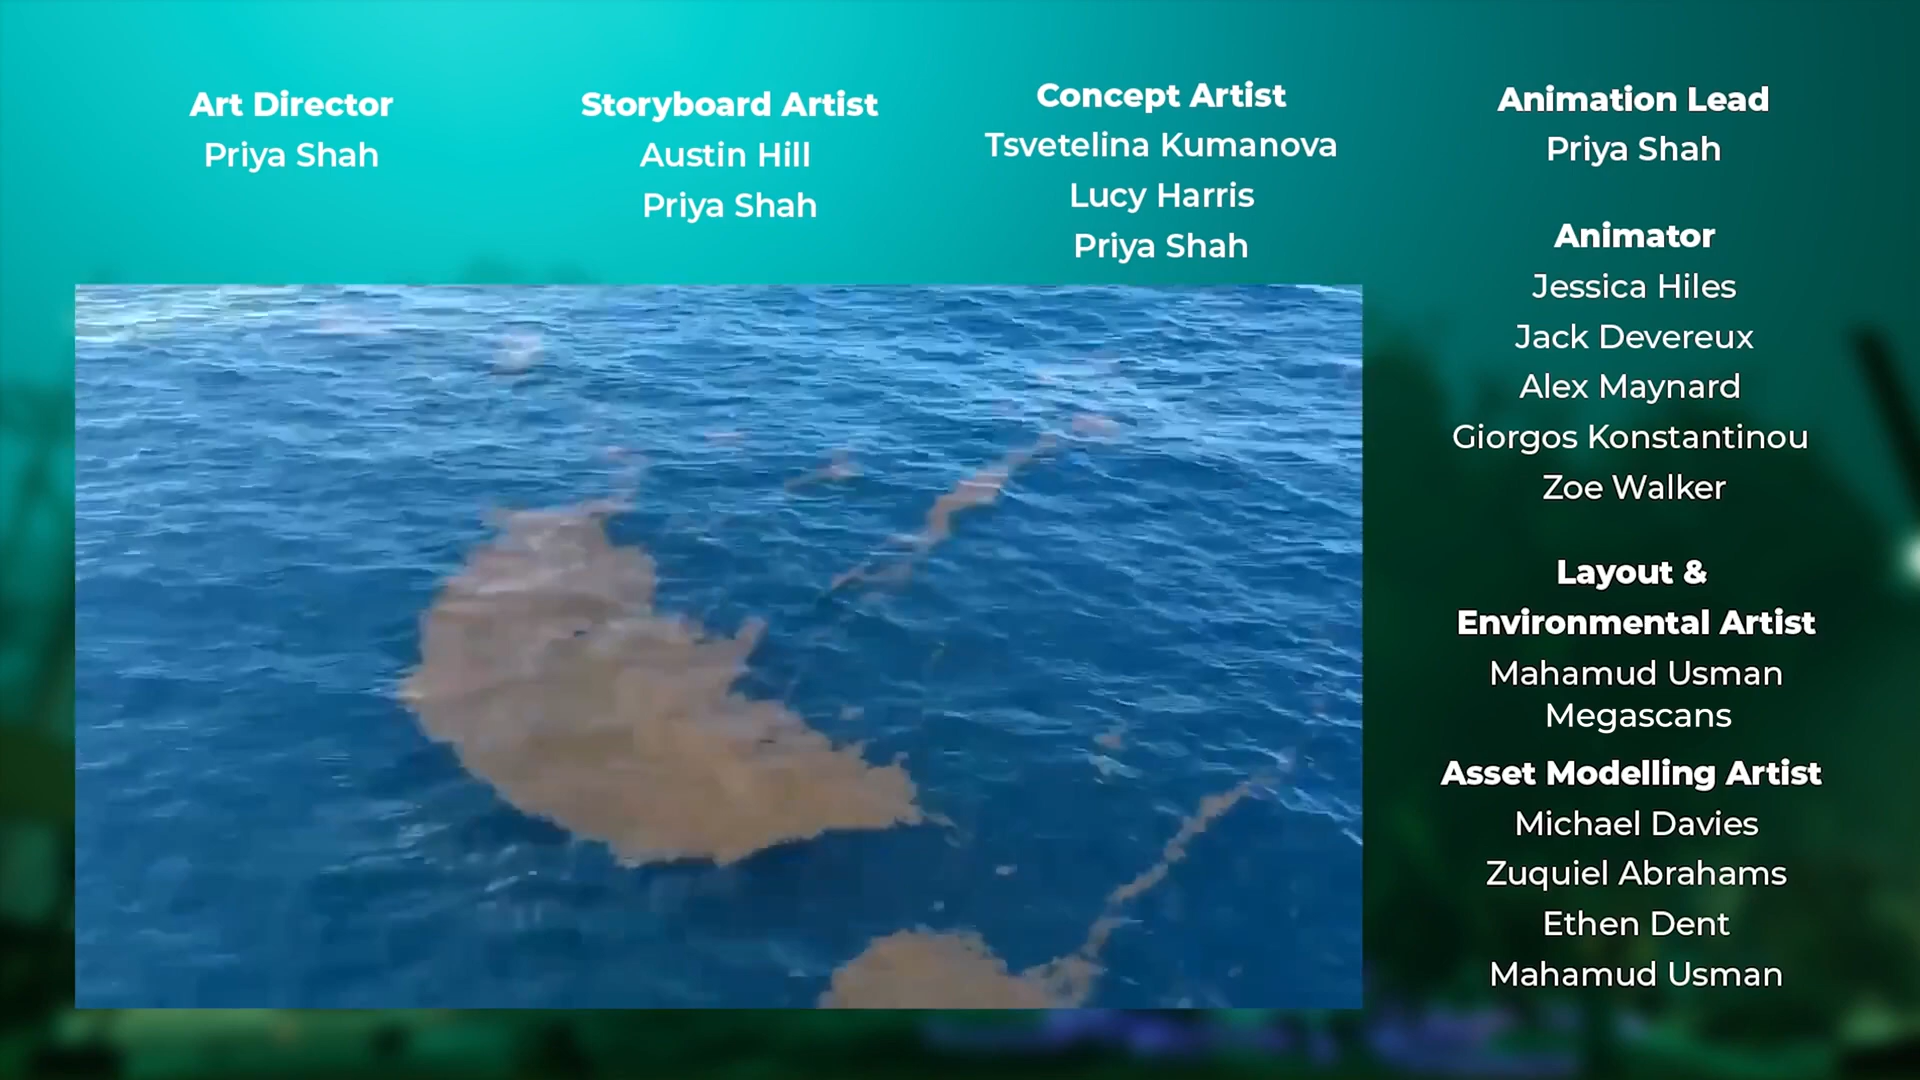 Art Director
Priya Shah
Storyboard Artist
Austin Hill
Priya Shah
Concept Artist
Tsvetelina Kumanova
Lucy Harris
Priya Shah
Animation Lead
Priya Shah
Animator
Jessica Hiles
Jack Devereux
Alex Maynard
Giorgos Konstantinou
Zoe Walker
Layout &
Environmental Artist
Mahamud Usman
Megascans
Asset Modelling Artist
Michael Davies
Zuquiel Abrahams
Ethen Dent
Mahamud Usman